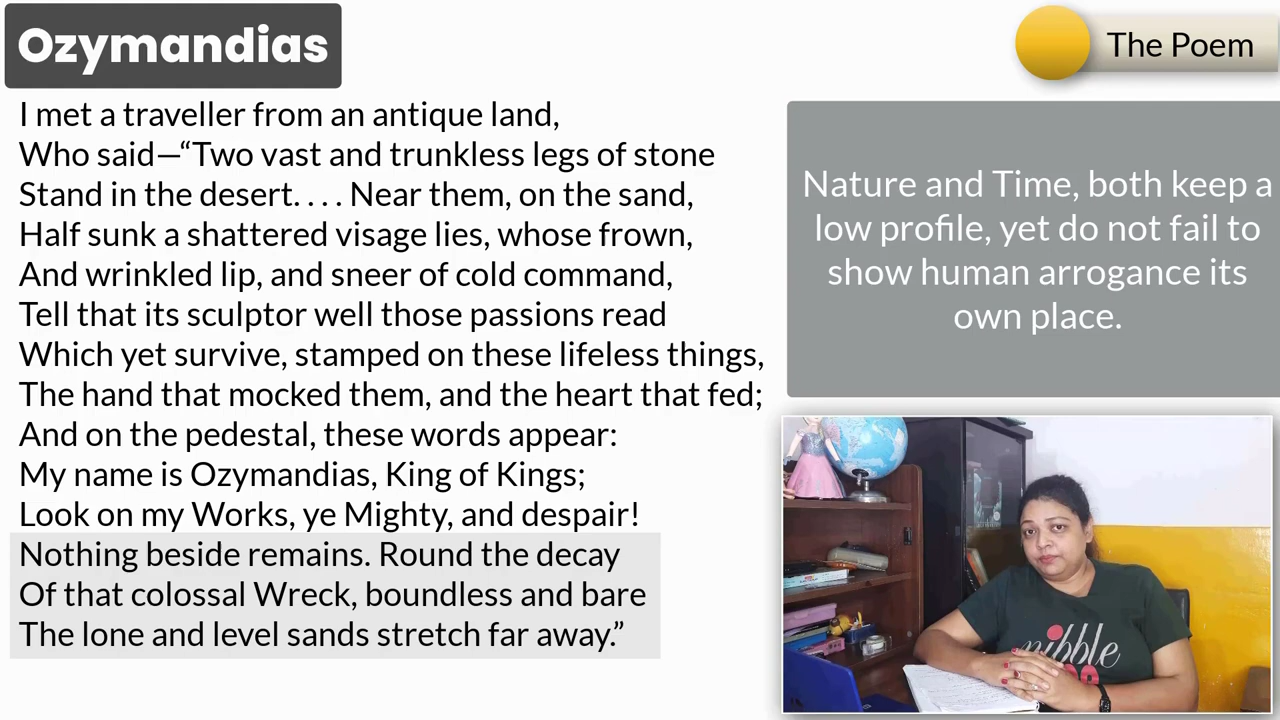 Ozymandias
The Poem
I met a traveller from an antique land,
Who said—“Two vast and trunkless legs of stone
Stand in the desert. . . . Near them, on the sand,
Half sunk a shattered visage lies, whose frown,
And wrinkled lip, and sneer of cold command,
Tell that its sculptor well those passions read
Which yet survive, stamped on these lifeless things,
The hand that mocked them, and the heart that fed;
And on the pedestal, these words appear:
My name is Ozymandias, King of Kings;
Look on my Works, ye Mighty, and despair!
Nothing beside remains. Round the decay
Of that colossal Wreck, boundless and bare
The lone and level sands stretch far away.”
Nature and Time, both keep a
low profile, yet do not fail to
show human arrogance its
own place.
nibble